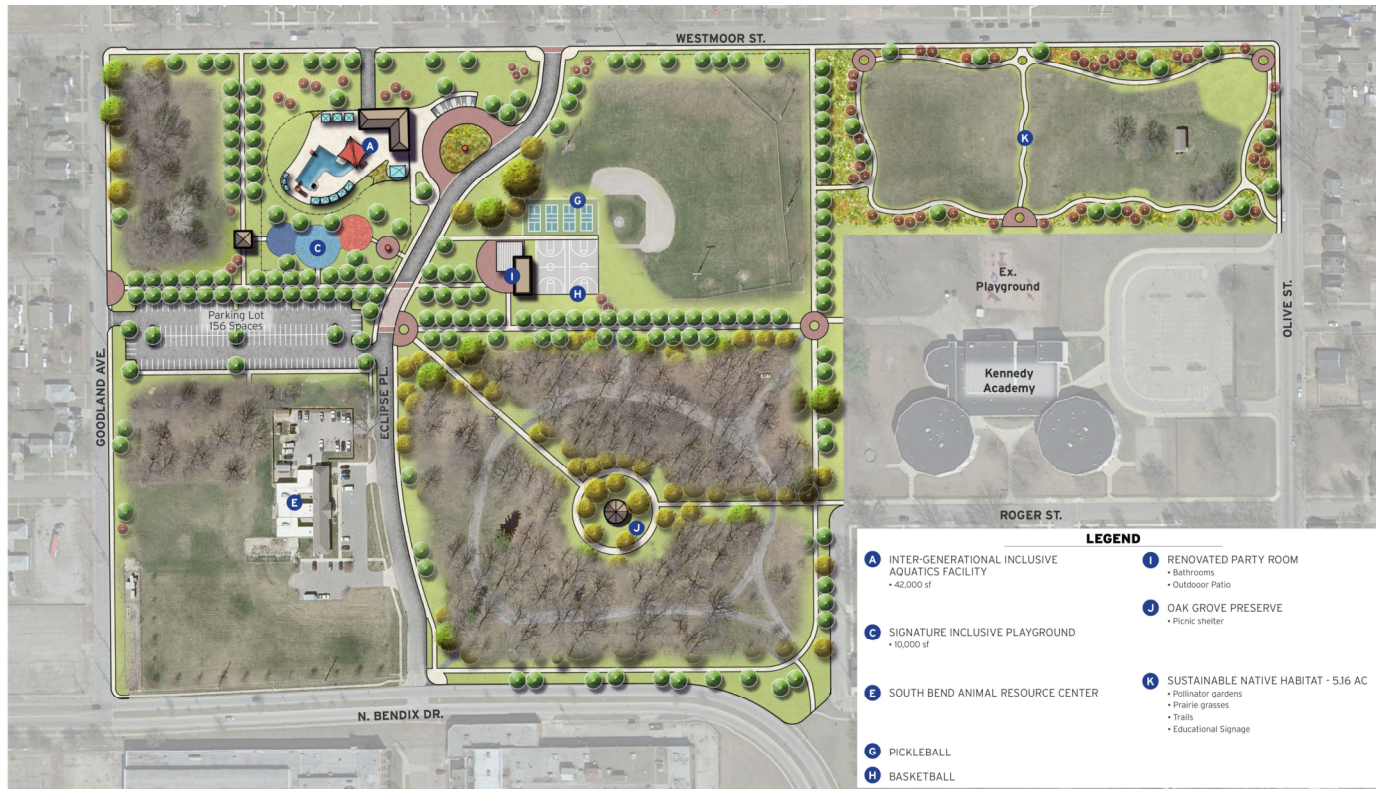 WESTMOOR ST.
A
K
G
C
I
H
Ex.
Playground
Parking Lot
156 Spaces
OLIVE ST.
GOODLAND AVE.
ECLIPSE PL.
Kennedy
Academy
E
J
ROGER ST.
N. BENDIX DR.
LEGEND
A INTER-GENERATIONAL INCLUSIVE
AQUATICS FACILITY
• 42,000 sf
C SIGNATURE INCLUSIVE PLAYGROUND
• 10,000 sf
E SOUTH BEND ANIMAL RESOURCE CENTER
G PICKLEBALL
H BASKETBALL
I RENOVATED PARTY ROOM
• Bathrooms
• Outdooor Patio
J OAK GROVE PRESERVE
• Picnic shelter
K SUSTAINABLE NATIVE HABITAT - 5.16 AC
• Pollinator gardens
• Prairie grasses
• Trails
• Educational Signage